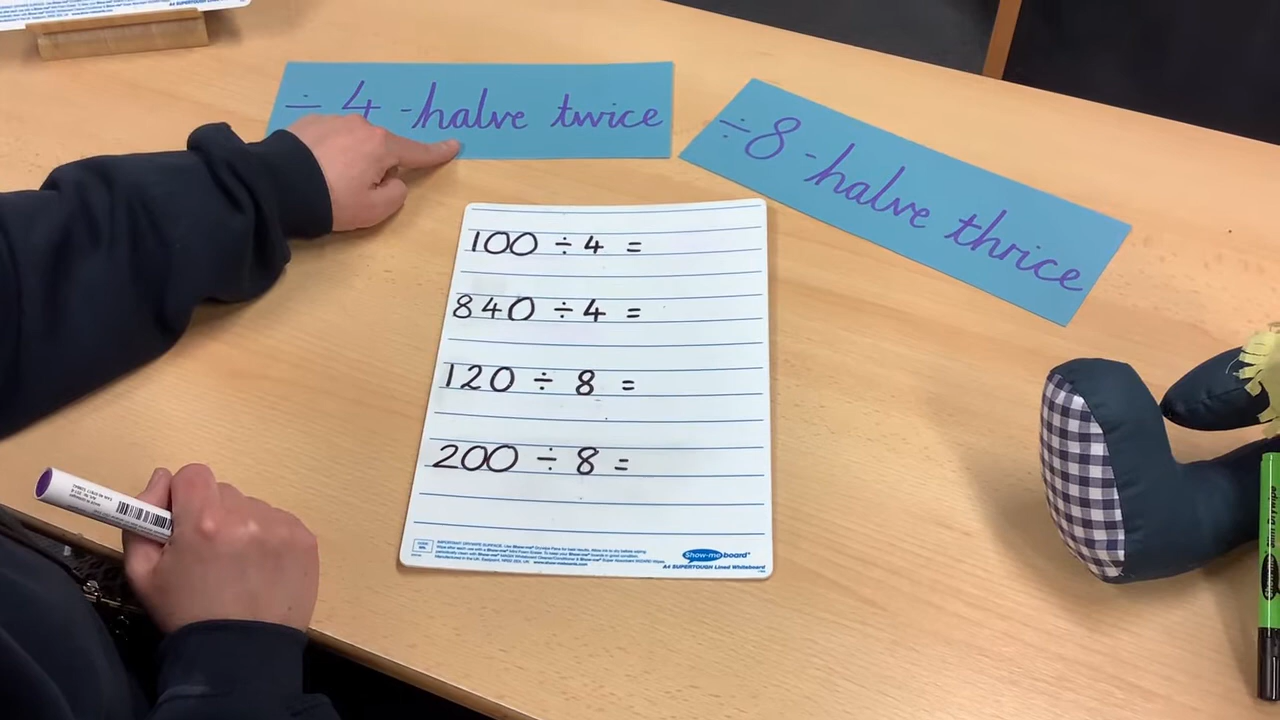 ÷ 4 - halve twice
÷8 - halve thrice
100 ÷ 4 =
840 ÷ 4 =
120 ÷ 8 =
200 ÷ 8 =
Show-me board
A4 SUPERTOUGH Lined Whiteboard